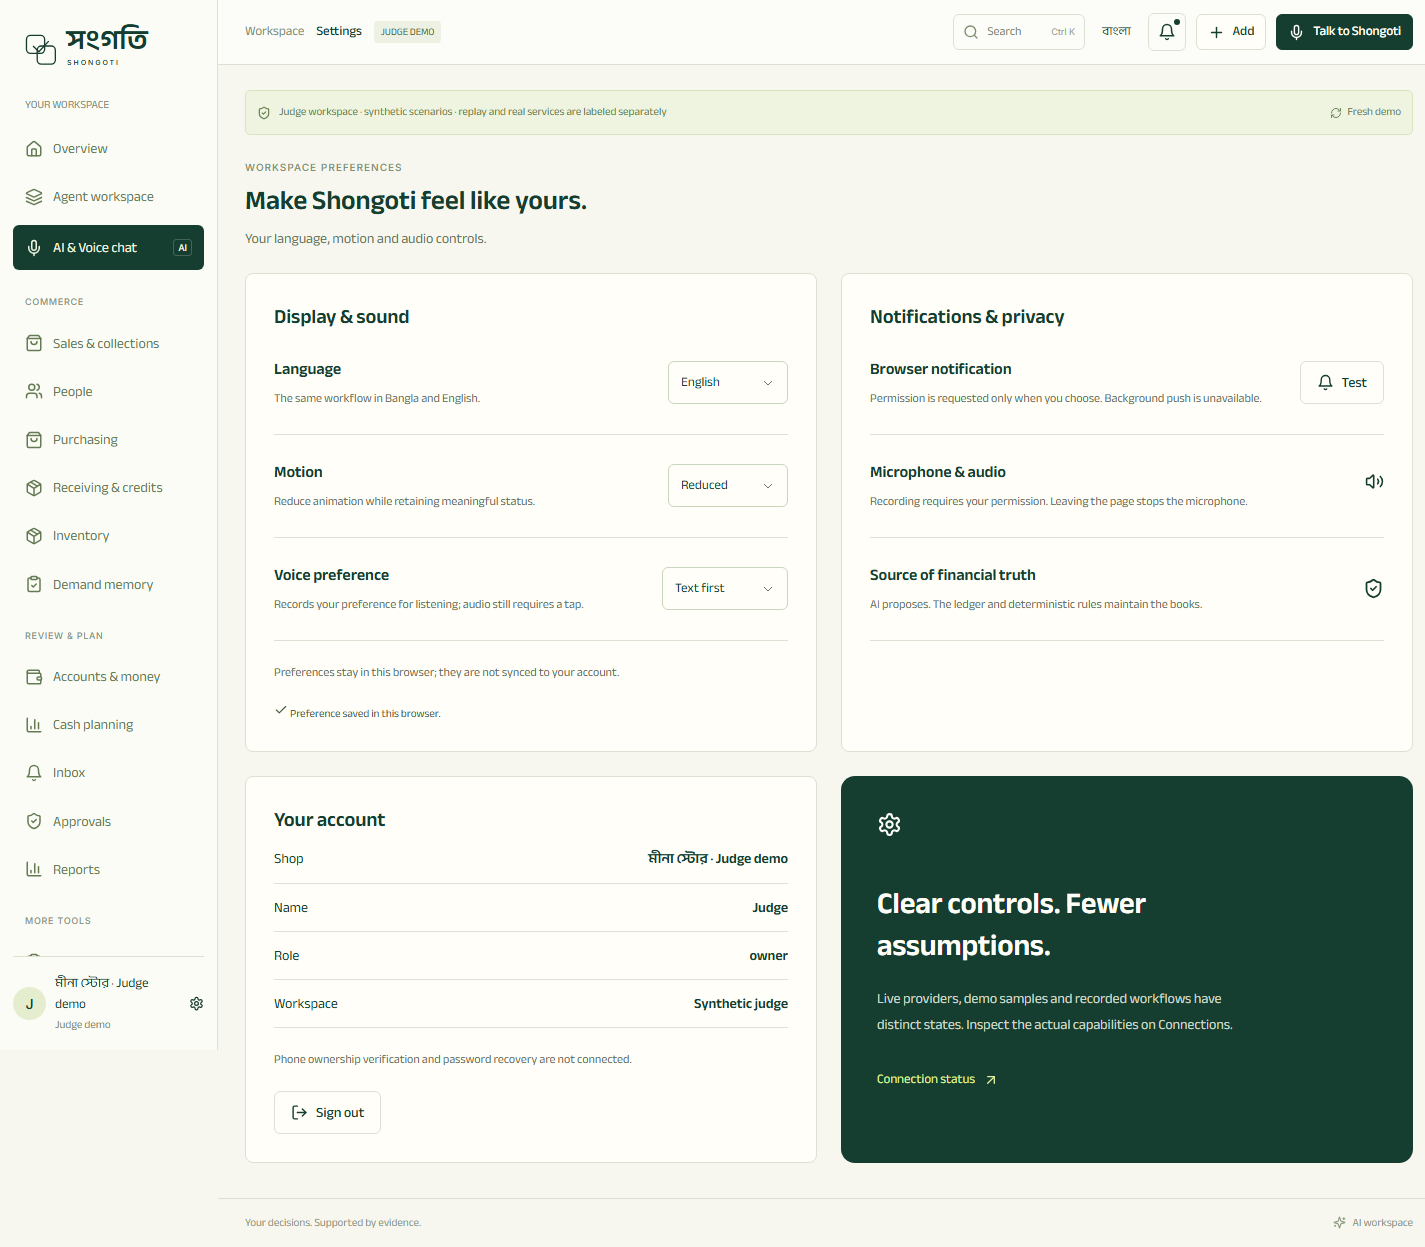 সংগতি
SHONGOTI
YOUR WORKSPACE
Overview
Agent workspace
AI & Voice chat
AI
COMMERCE
Sales & collections
People
Purchasing
Receiving & credits
Inventory
Demand memory
REVIEW & PLAN
Accounts & money
Cash planning
Inbox
Approvals
Reports
MORE TOOLS
J
মীনা স্টোর · Judge
demo
Judge demo
Workspace Settings JUDGE DEMO
Search Ctrl K
বাংলা
Add
Talk to Shongoti
Judge workspace · synthetic scenarios · replay and real services are labeled separately
Fresh demo
WORKSPACE PREFERENCES
Make Shongoti feel like yours.
Your language, motion and audio controls.
Display & sound
Language
The same workflow in Bangla and English.
English
Motion
Reduce animation while retaining meaningful status.
Reduced
Voice preference
Records your preference for listening; audio still requires a tap.
Text first
Preferences stay in this browser; they are not synced to your account.
Preference saved in this browser.
Notifications & privacy
Browser notification
Permission is requested only when you choose. Background push is unavailable.
Test
Microphone & audio
Recording requires your permission. Leaving the page stops the microphone.
Source of financial truth
AI proposes. The ledger and deterministic rules maintain the books.
Your account
Shop মীনা স্টোর · Judge demo
Name Judge
Role owner
Workspace Synthetic judge
Phone ownership verification and password recovery are not connected.
Sign out
Clear controls. Fewer
assumptions.
Live providers, demo samples and recorded workflows have
distinct states. Inspect the actual capabilities on Connections.
Connection status
Your decisions. Supported by evidence.
AI workspace